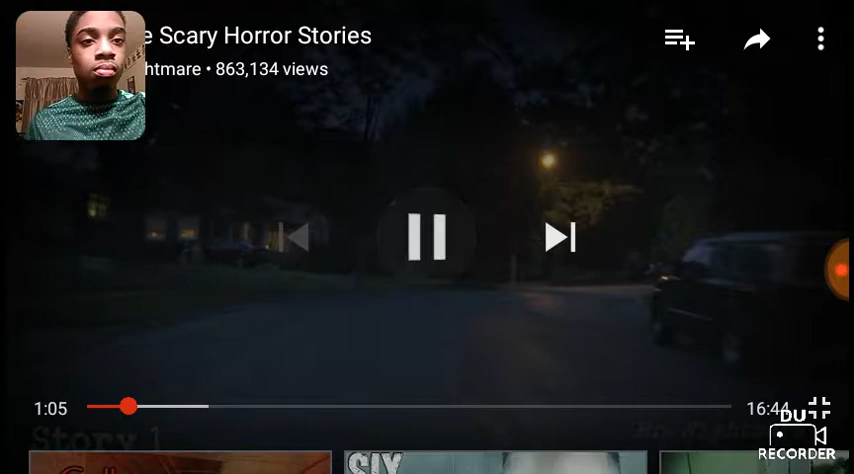 e Scary Horror Stories
htmare • 863,134 views
1:05
16:44
DU
RECORDER
Story 1
SIX